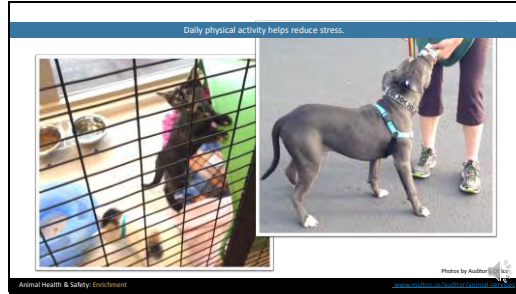 Daily physical activity helps reduce stress.
Photos by Auditor's Office
Animal Health & Safety: Enrichment
www.multco.us/auditor/animal-services